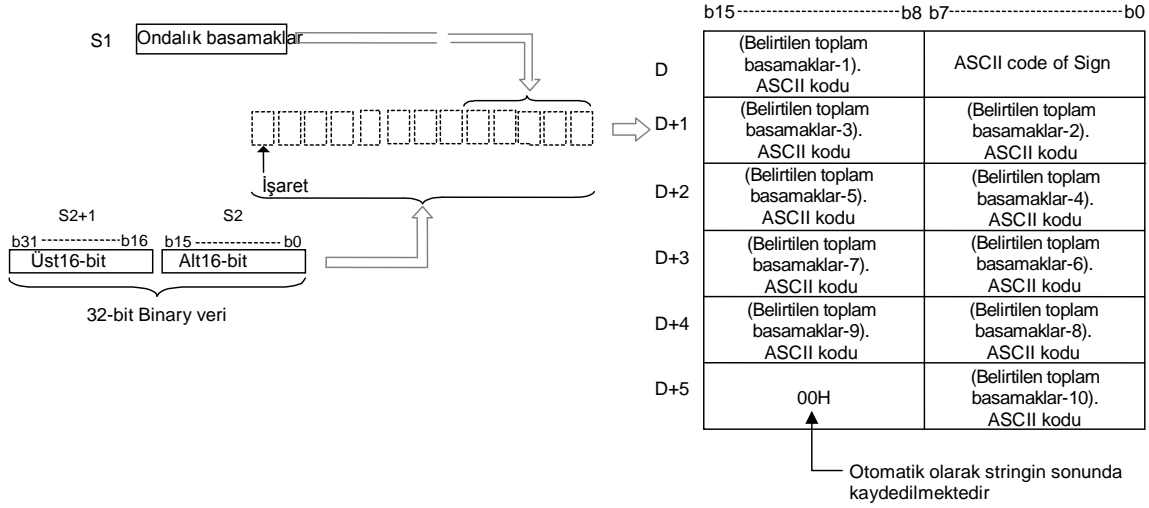 S1
Ondalık basamaklar
İşaret
S2+1
S2
b31
b16
b15
b0
Üst16-bit
Alt16-bit
32-bit Binary veri
b15
b8
b7
b0
D
(Belirtilen toplam
basamaklar-1).
ASCII kodu
ASCII code of Sign
D+1
(Belirtilen toplam
basamaklar-3).
ASCII kodu
(Belirtilen toplam
basamaklar-2).
ASCII kodu
D+2
(Belirtilen toplam
basamaklar-5).
ASCII kodu
(Belirtilen toplam
basamaklar-4).
ASCII kodu
D+3
(Belirtilen toplam
basamaklar-7).
ASCII kodu
(Belirtilen toplam
basamaklar-6).
ASCII kodu
D+4
(Belirtilen toplam
basamaklar-9).
ASCII kodu
(Belirtilen toplam
basamaklar-8).
ASCII kodu
D+5
00H
(Belirtilen toplam
basamaklar-10).
ASCII kodu
Otomatik olarak stringin sonunda
kaydedilmektedir